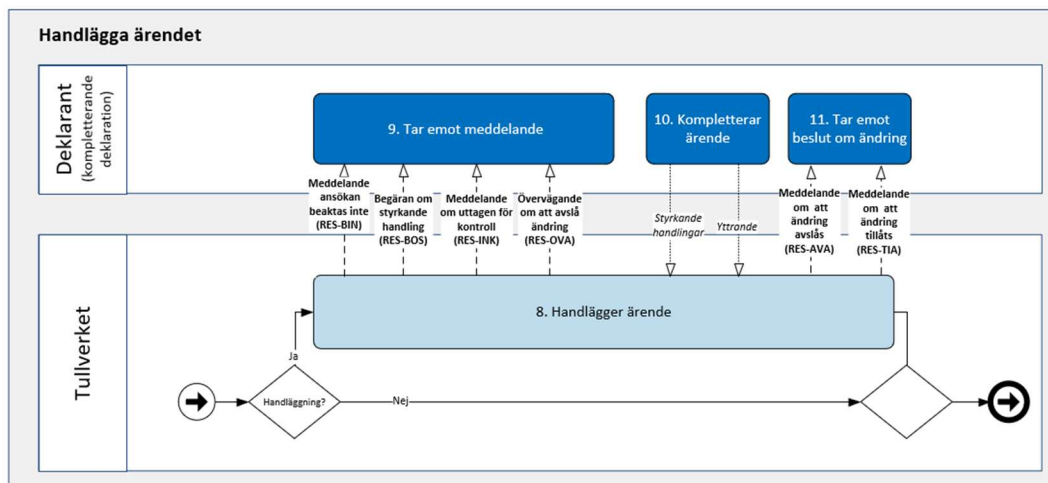 Handlägga ärendet
Deklarant
(kompletterande
deklaration)
9. Tar emot meddelande
10. Kompletterar
ärende
11. Tar emot
beslut om ändring
Meddelande
ansökan
beaktas inte
(RES-BIN)
Begäran om
styrkande
handling
(RES-BOS)
Meddelande
om uttagen för
kontroll
(RES-INK)
Övervägande
om att avslå
ändring
(RES-OVA)
Styrkande
handlingar
Yttrande
Meddelande
om att
ändring
avslås
(RES-AVA)
Meddelande
om att
ändring
tillåts
(RES-TIA)
Tullverket
8. Handlägger ärende
Ja
Handläggning?
Nej